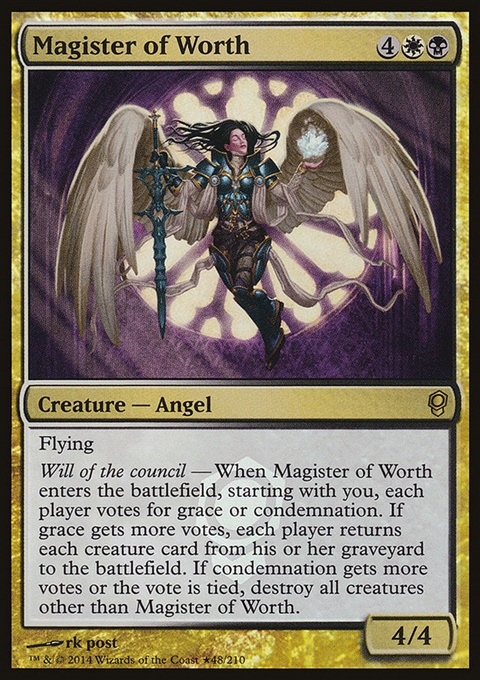 Magister of Worth 4
Creature — Angel
Flying
Will of the council — When Magister of Worth
enters the battlefield, starting with you, each
player votes for grace or condemnation. If
grace gets more votes, each player returns
each creature card from his or her graveyard
to the battlefield. If condemnation gets more
votes or the vote is tied, destroy all creatures
other than Magister of Worth.
rk post
4/4
™ & © 2014 Wizards of the Coast ★48/210